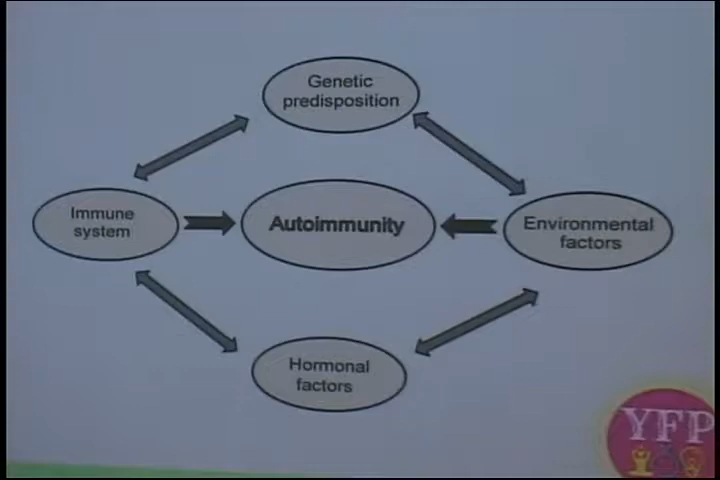 Genetic
predisposition
Immune
system
Autoimmunity
Environmental
factors
Hormonal
factors
YFP